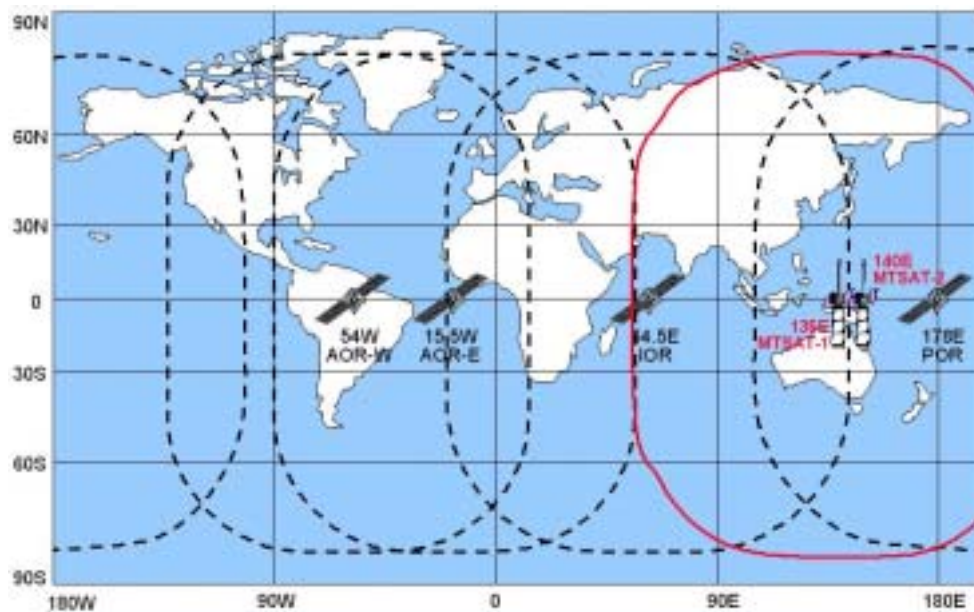 90N
60N
30N
0
30S
60S
90S
180W
90W
0
90E
180E
54W
AOR-W
15.5W
AOR-E
64.5E
IOR
140E
MTSAT-2
135E
MTSAT-1
178E
POR